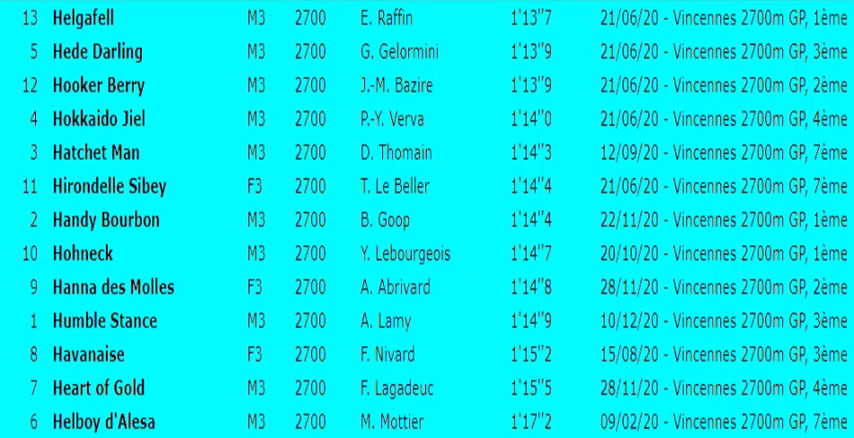 13 Helgafell M3 2700 E. Raffin 1'13"7 21/06/20 - Vincennes 2700m GP, 1ème
5 Hede Darling M3 2700 G. Gelormini 1'13"9 21/06/20 - Vincennes 2700m GP, 3ème
12 Hooker Berry M3 2700 J.-M. Bazire 1'13"9 21/06/20 - Vincennes 2700m GP, 2ème
4 Hokkaido Jiel M3 2700 P.-Y. Verva 1'14"0 21/06/20 - Vincennes 2700m GP, 4ème
3 Hatchet Man M3 2700 D. Thomain 1'14"3 12/09/20 - Vincennes 2700m GP, 7ème
11 Hirondelle Sibey F3 2700 T. Le Beller 1'14"4 21/06/20 - Vincennes 2700m GP, 7ème
2 Handy Bourbon M3 2700 B. Goop 1'14"4 22/11/20 - Vincennes 2700m GP, 1ème
10 Hohneck M3 2700 Y. Lebourgeois 1'14"7 20/10/20 - Vincennes 2700m GP, 1ème
9 Hanna des Molles F3 2700 A. Abrivard 1'14"8 28/11/20 - Vincennes 2700m GP, 2ème
1 Humble Stance M3 2700 A. Lamy 1'14"9 10/12/20 - Vincennes 2700m GP, 3ème
8 Havanaise F3 2700 F. Nivard 1'15"2 15/08/20 - Vincennes 2700m GP, 3ème
7 Heart of Gold M3 2700 F. Lagadeuc 1'15"5 28/11/20 - Vincennes 2700m GP, 4ème
6 Helboy d'Alesa M3 2700 M. Mottier 1'17"2 09/02/20 - Vincennes 2700m GP, 7ème